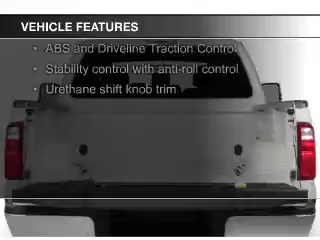 VEHICLE FEATURES
• ABS and Driveline Traction Control
• Stability control with anti-roll control
• Urethane shift knob trim